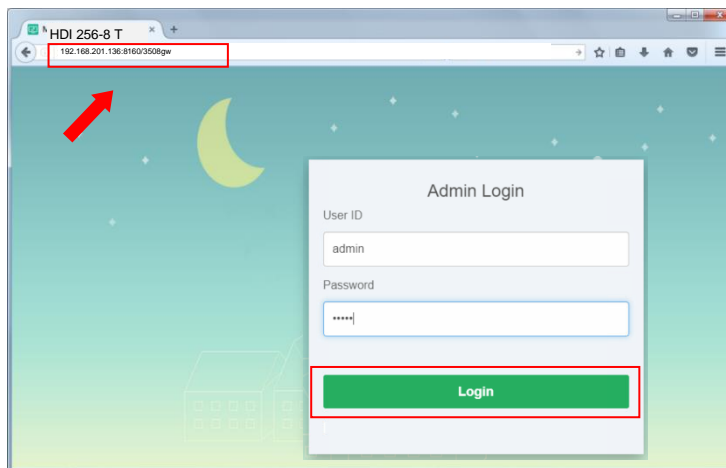 HDI 256-8 T
192.168.201.136:8160/3508gw
Admin Login
User ID
admin
Password
•••••
Login